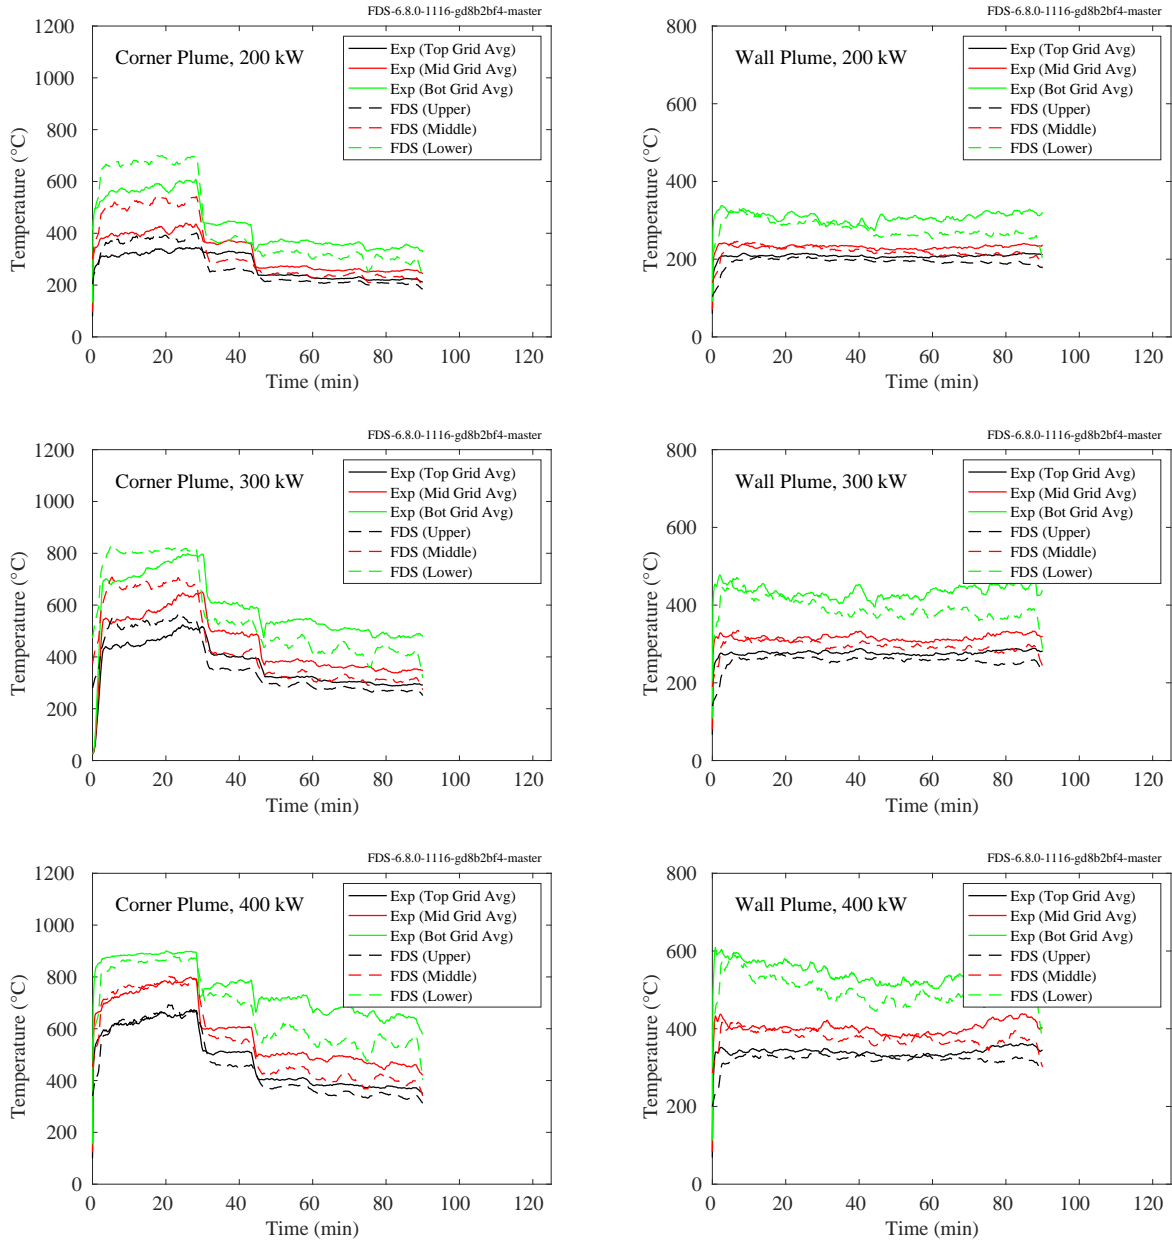 FDS-6.8.0-1116-gd8b2bf4-master
Corner Plume, 200 kW
Exp (Top Grid Avg)
Exp (Mid Grid Avg)
Exp (Bot Grid Avg)
FDS (Upper)
FDS (Middle)
FDS (Lower)
1200
1000
800
600
400
200
0
Temperature (°C)
0 20 40 60 80 100 120
Time (min)
FDS-6.8.0-1116-gd8b2bf4-master
Wall Plume, 200 kW
Exp (Top Grid Avg)
Exp (Mid Grid Avg)
Exp (Bot Grid Avg)
FDS (Upper)
FDS (Middle)
FDS (Lower)
800
600
400
200
0
Temperature (°C)
0 20 40 60 80 100 120
Time (min)
FDS-6.8.0-1116-gd8b2bf4-master
Corner Plume, 300 kW
Exp (Top Grid Avg)
Exp (Mid Grid Avg)
Exp (Bot Grid Avg)
FDS (Upper)
FDS (Middle)
FDS (Lower)
1200
1000
800
600
400
200
0
Temperature (°C)
0 20 40 60 80 100 120
Time (min)
FDS-6.8.0-1116-gd8b2bf4-master
Wall Plume, 300 kW
Exp (Top Grid Avg)
Exp (Mid Grid Avg)
Exp (Bot Grid Avg)
FDS (Upper)
FDS (Middle)
FDS (Lower)
800
600
400
200
0
Temperature (°C)
0 20 40 60 80 100 120
Time (min)
FDS-6.8.0-1116-gd8b2bf4-master
Corner Plume, 400 kW
Exp (Top Grid Avg)
Exp (Mid Grid Avg)
Exp (Bot Grid Avg)
FDS (Upper)
FDS (Middle)
FDS (Lower)
1200
1000
800
600
400
200
0
Temperature (°C)
0 20 40 60 80 100 120
Time (min)
FDS-6.8.0-1116-gd8b2bf4-master
Wall Plume, 400 kW
Exp (Top Grid Avg)
Exp (Mid Grid Avg)
Exp (Bot Grid Avg)
FDS (Upper)
FDS (Middle)
FDS (Lower)
800
600
400
200
0
Temperature (°C)
0 20 40 60 80 100 120
Time (min)